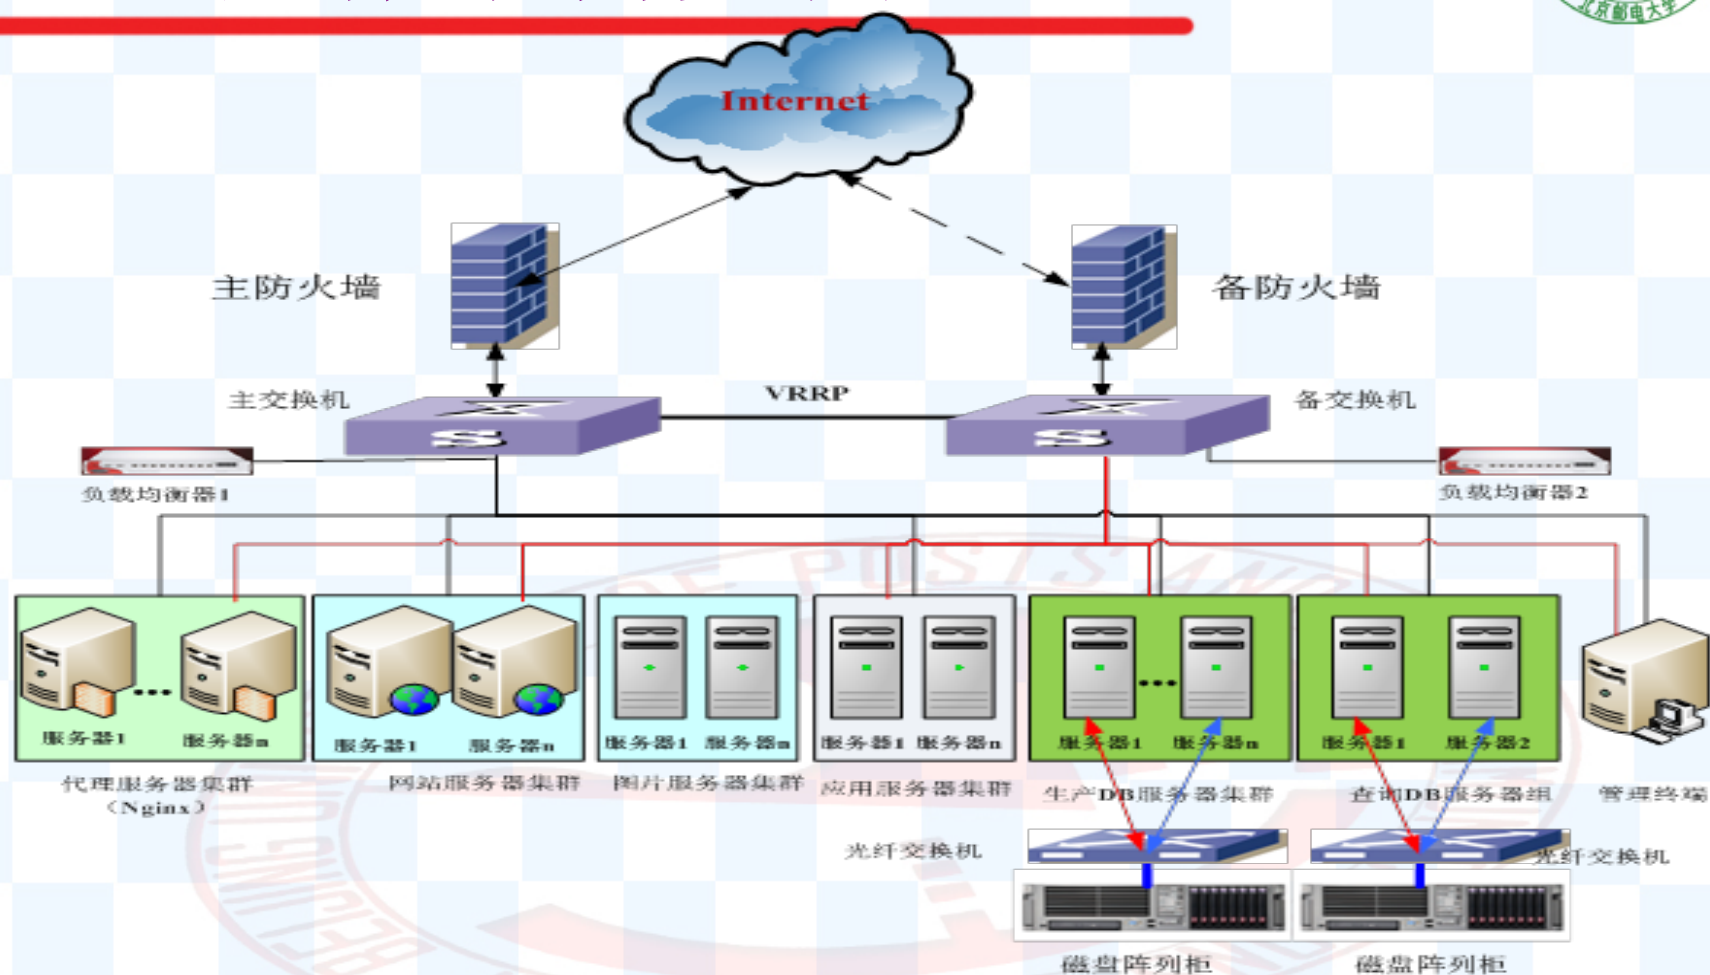 北京邮电大学
Internet
主防火墙
备防火墙
主交换机
VRRP
备交换机
负载均衡器1
负载均衡器2
服务器1
服务器n
服务器1
服务器n
服务器1
服务器n
服务器1
服务器n
服务器1
服务器n
服务器1
服务器2
代理服务器集群
（Nginx）
网站服务器集群
图片服务器集群
应用服务器集群
生产DB服务器集群
查询DB服务器组
管理终端
光纤交换机
光纤交换机
磁盘阵列柜
磁盘阵列柜